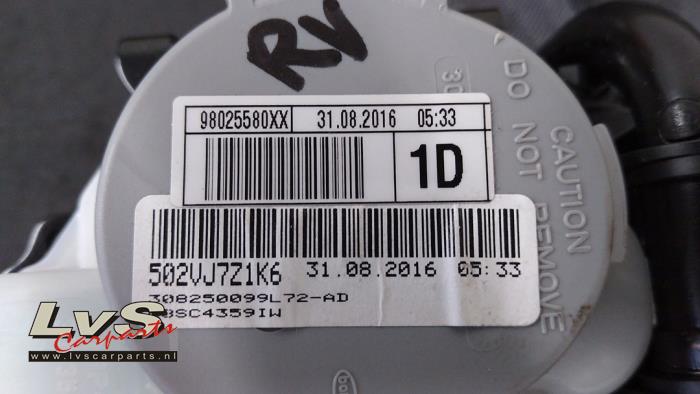 RV
98025580XX 31.08.2016 05:33
1D
502VJ7Z1K6 31.08.2016 05:33
308250099L72-AD
CAUTION
DO NOT REMOVE
LvS
Carparts
www.lvscarparts.nl